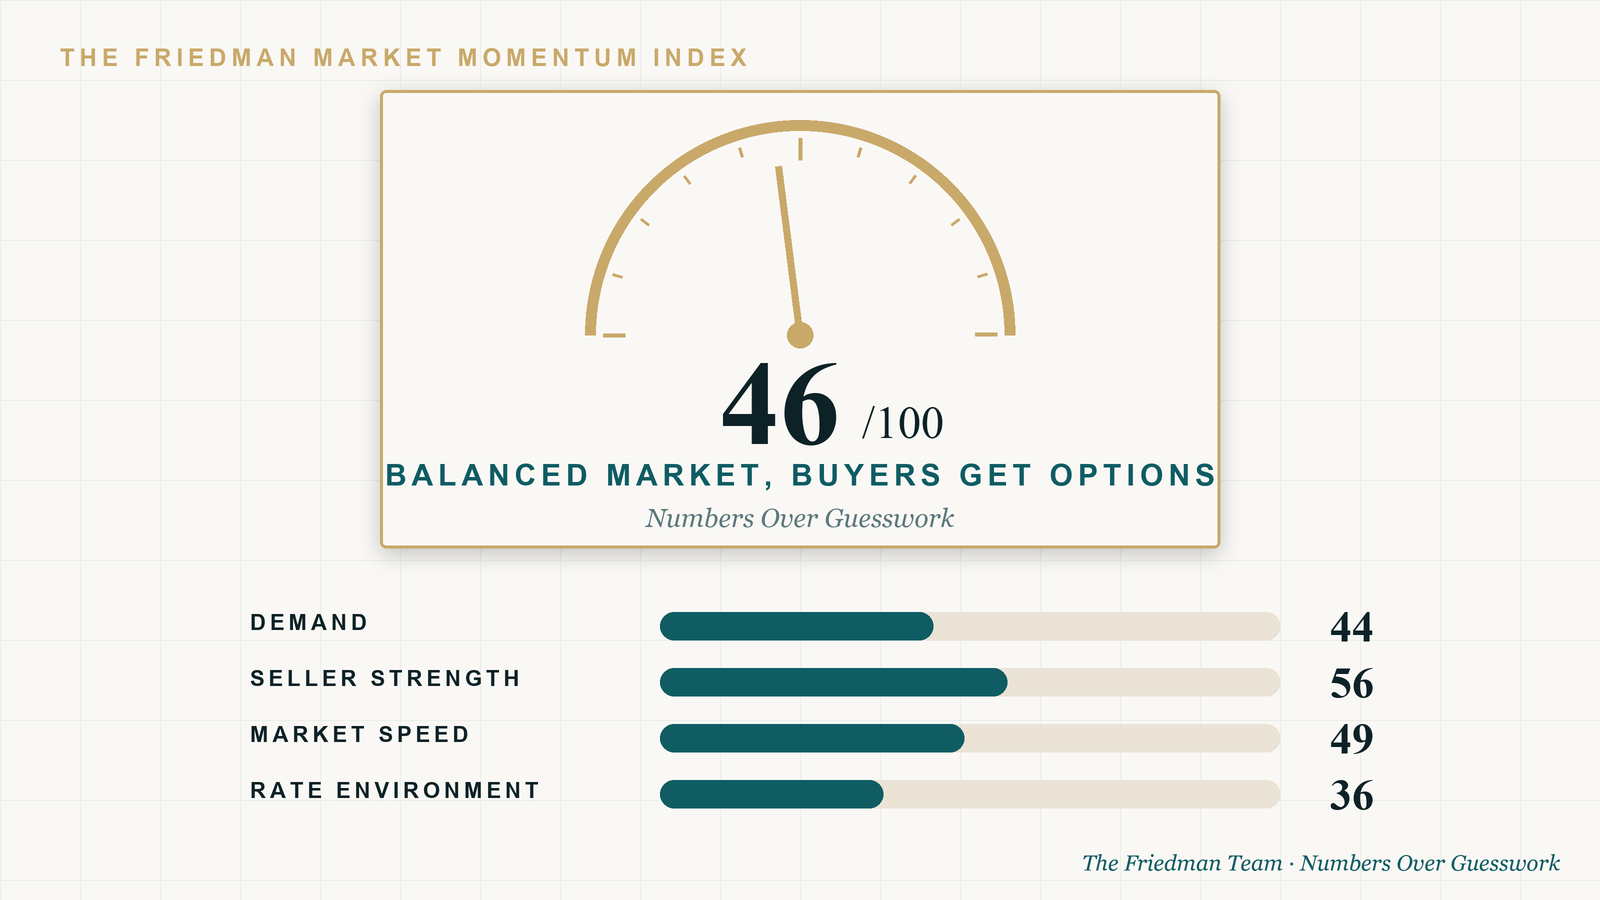 THE FRIEDMAN MARKET MOMENTUM INDEX
46 /100
BALANCED MARKET, BUYERS GET OPTIONS
Numbers Over Guesswork
DEMAND 44
SELLER STRENGTH 56
MARKET SPEED 49
RATE ENVIRONMENT 36
The Friedman Team · Numbers Over Guesswork